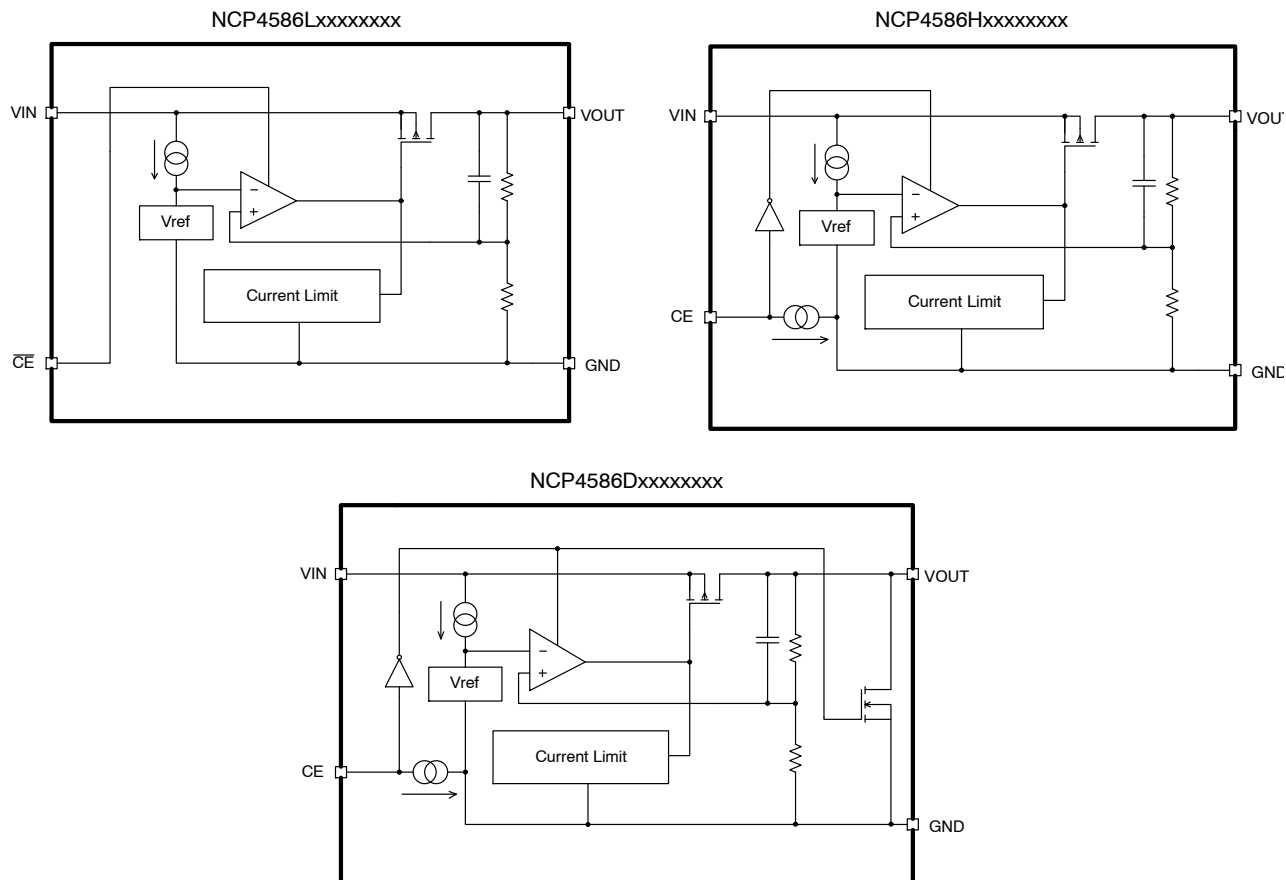 NCP4586Lxxxxxxxx
VIN
VOUT
−
+
Vref
Current Limit
CE
GND
NCP4586Hxxxxxxxx
VIN
VOUT
−
+
Vref
Current Limit
CE
GND
NCP4586Dxxxxxxxx
VIN
VOUT
−
+
Vref
Current Limit
CE
GND